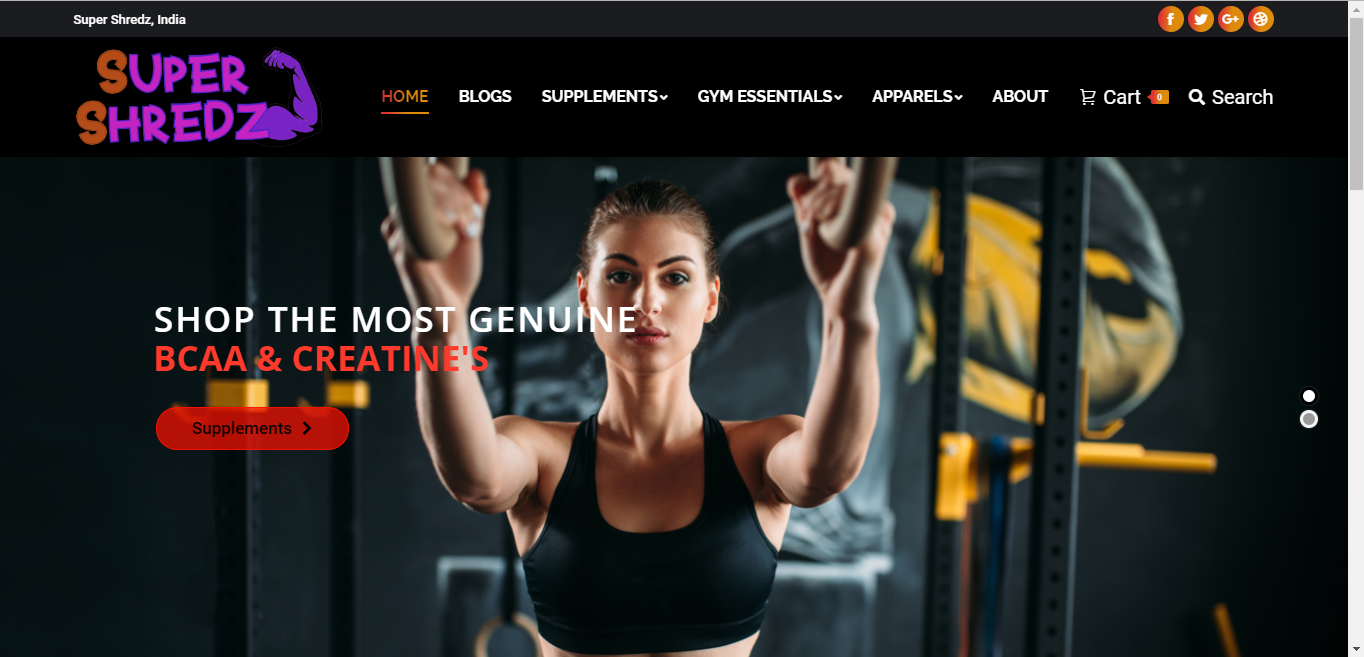 Super Shredz, India
SUPER
SHREDZ
HOME
BLOGS
SUPPLEMENTS
GYM ESSENTIALS
APPARELS
ABOUT
Cart 0
Search
SHOP THE MOST GENUINE
BCAA & CREATINE'S
Supplements